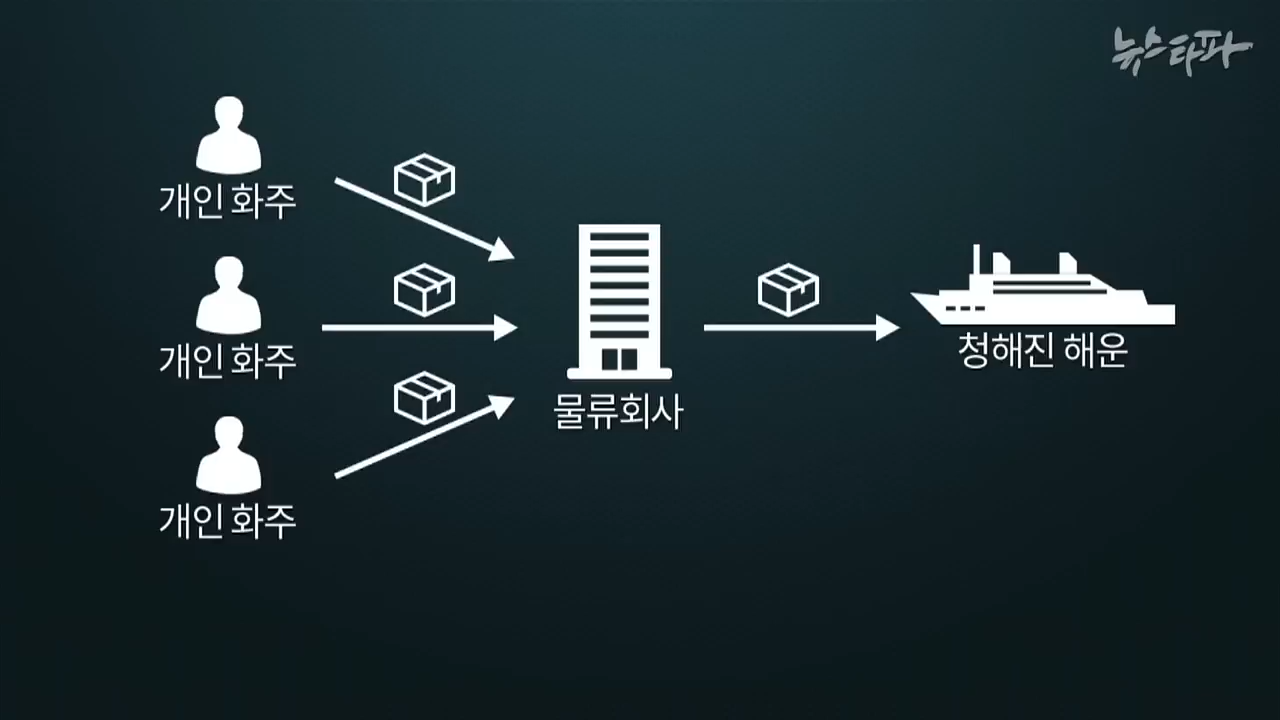 뉴스타파
개인 화주
개인 화주
개인 화주
물류회사
청해진 해운